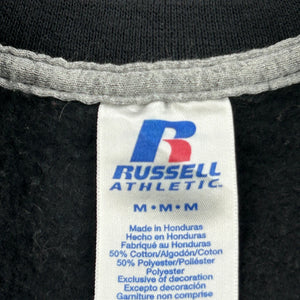 RUSSELL
ATHLETIC
M • M • M
Made in Honduras
Hecho en Honduras
Fabriqué au Honduras
50% Cotton/Algodón/Coton
50% Polyester/Poliéster
Polyester
Exclusive of decoration
Excepto decoración
Garniture non comprise